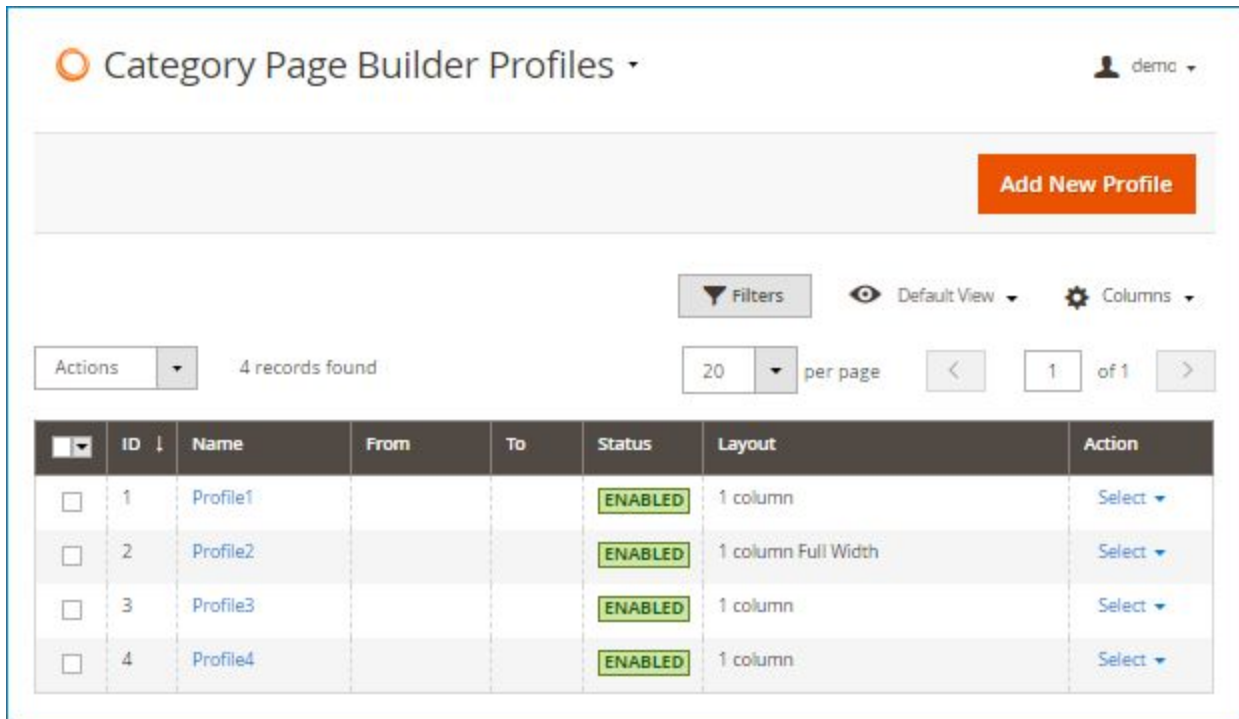 Category Page Builder Profiles
demo
Add New Profile
Filters Default View Columns
Actions 4 records found 20 per page 1 of 1
ID Name From To Status Layout Action
1 Profile1 ENABLED 1 column Select
2 Profile2 ENABLED 1 column Full Width Select
3 Profile3 ENABLED 1 column Select
4 Profile4 ENABLED 1 column Select